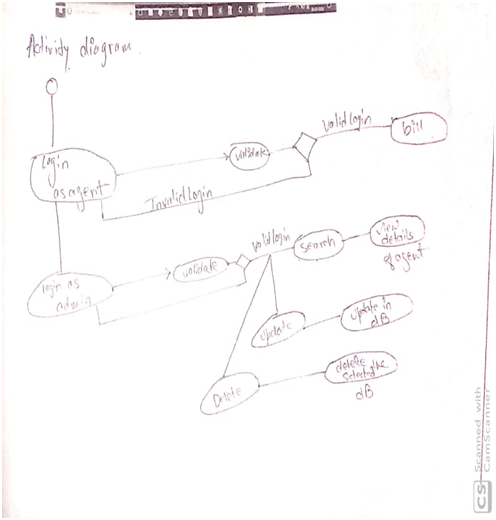 Activity diagram.
Login
as agent
validate
valid login
bill
Invalid login
Login as
admin
validate
valid login
search
view
details
of agent
Update
Update in
dB
Delete
delete the
selected
dB
CS Scanned with
CamScanner